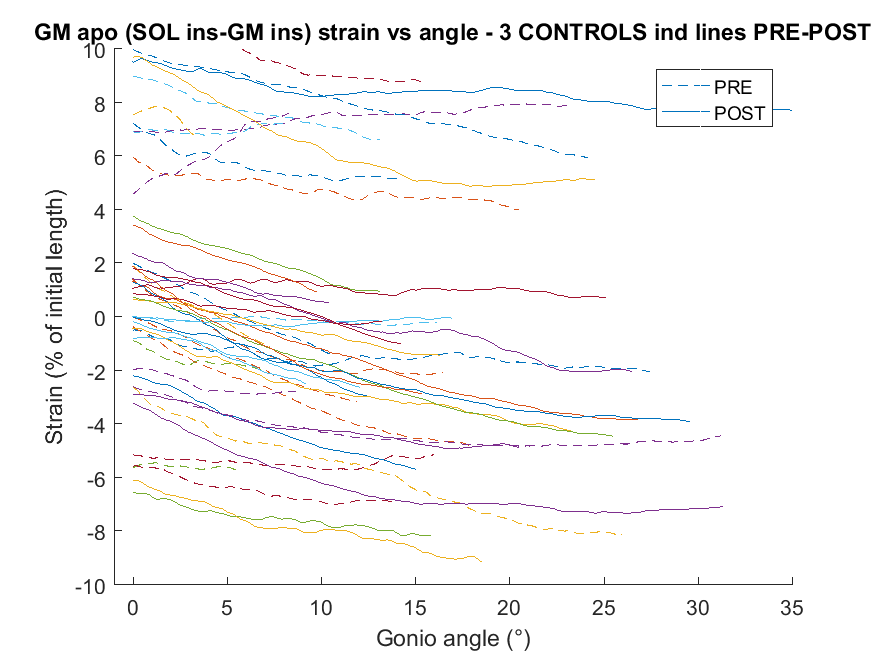 GM apo (SOL ins-GM ins) strain vs angle - 3 CONTROLS ind lines PRE-POST
10
8
6
4
2
0
-2
-4
-6
-8
-10
Strain (% of initial length)
PRE
POST
0 5 10 15 20 25 30 35
Gonio angle (°)